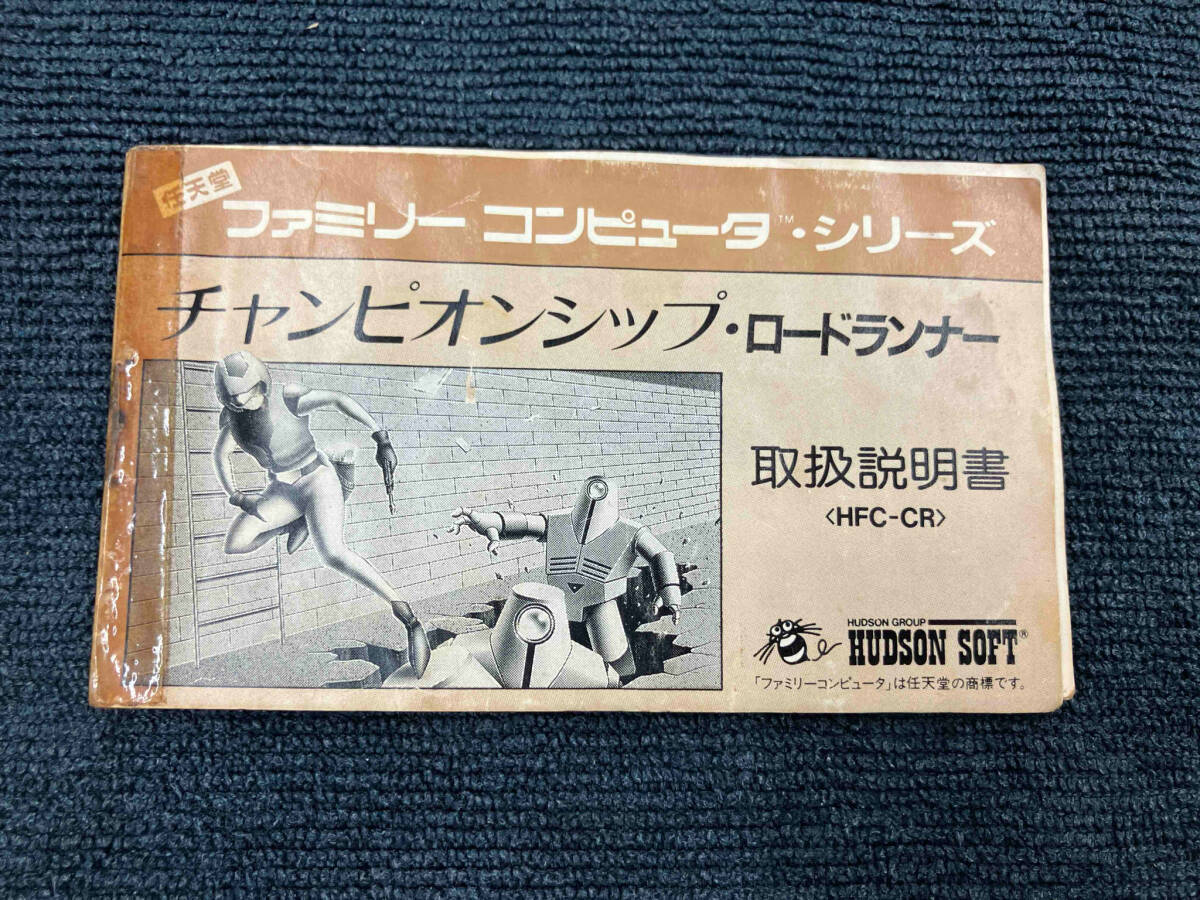 任天堂
ファミリー コンピュータ™・シリーズ
チャンピオンシップ・ロードランナー
取扱説明書
〈HFC-CR〉
HUDSON GROUP
HUDSON SOFT®
「ファミリーコンピュータ」は任天堂の商標です。